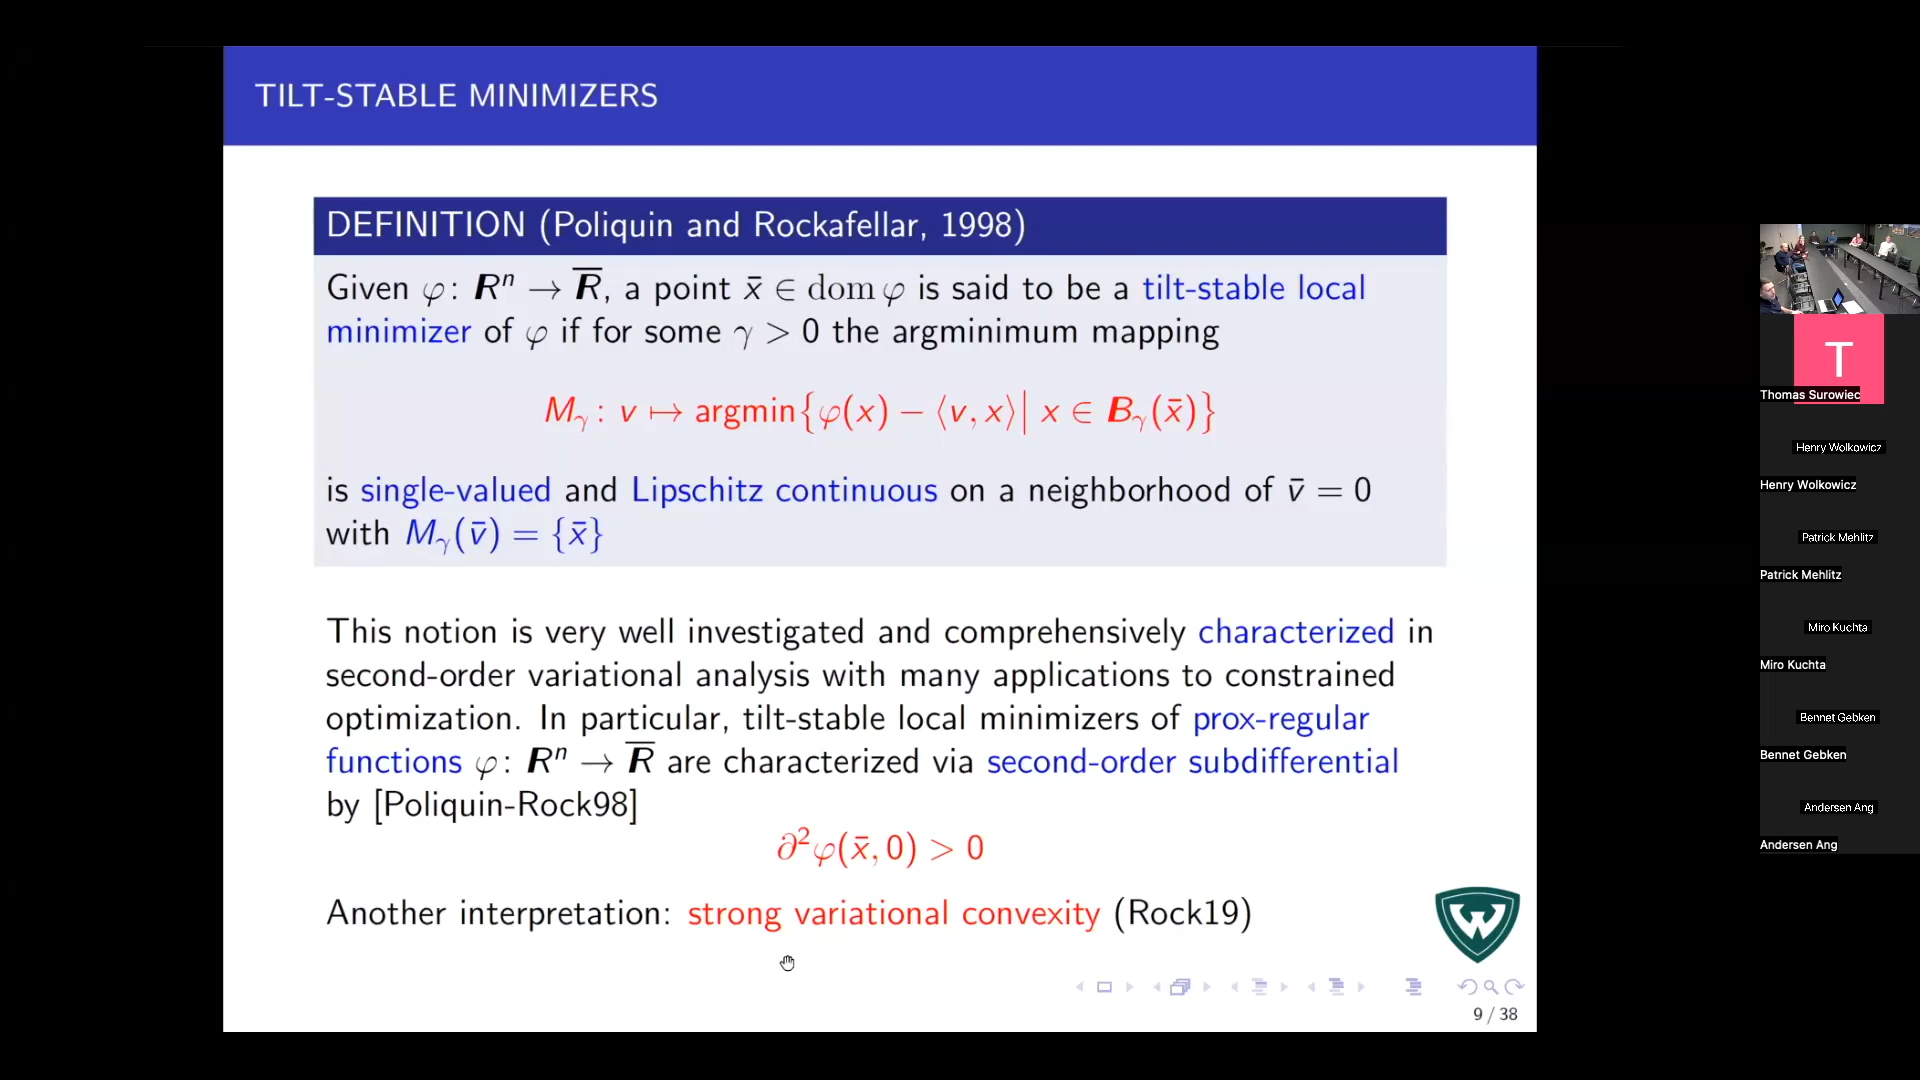 TILT-STABLE MINIMIZERS
DEFINITION (Poliquin and Rockafellar, 1998)
Given φ: Rⁿ → R̅, a point x̄ ∈ dom φ is said to be a tilt-stable local
minimizer of φ if for some γ > 0 the argminimum mapping
Mᵧ: v ↦ argmin{φ(x) − ⟨v, x⟩| x ∈ Bᵧ(x̄)}
is single-valued and Lipschitz continuous on a neighborhood of v̄ = 0
with Mᵧ(v̄) = {x̄}
This notion is very well investigated and comprehensively characterized in
second-order variational analysis with many applications to constrained
optimization. In particular, tilt-stable local minimizers of prox-regular
functions φ: Rⁿ → R̅ are characterized via second-order subdifferential
by [Poliquin-Rock98]
∂²φ(x̄, 0) > 0
Another interpretation: strong variational convexity (Rock19)
W
9 / 38
T
Thomas Surowiec
Henry Wolkowicz
Henry Wolkowicz
Patrick Mehlitz
Patrick Mehlitz
Miro Kuchta
Miro Kuchta
Bennet Gebken
Bennet Gebken
Andersen Ang
Andersen Ang